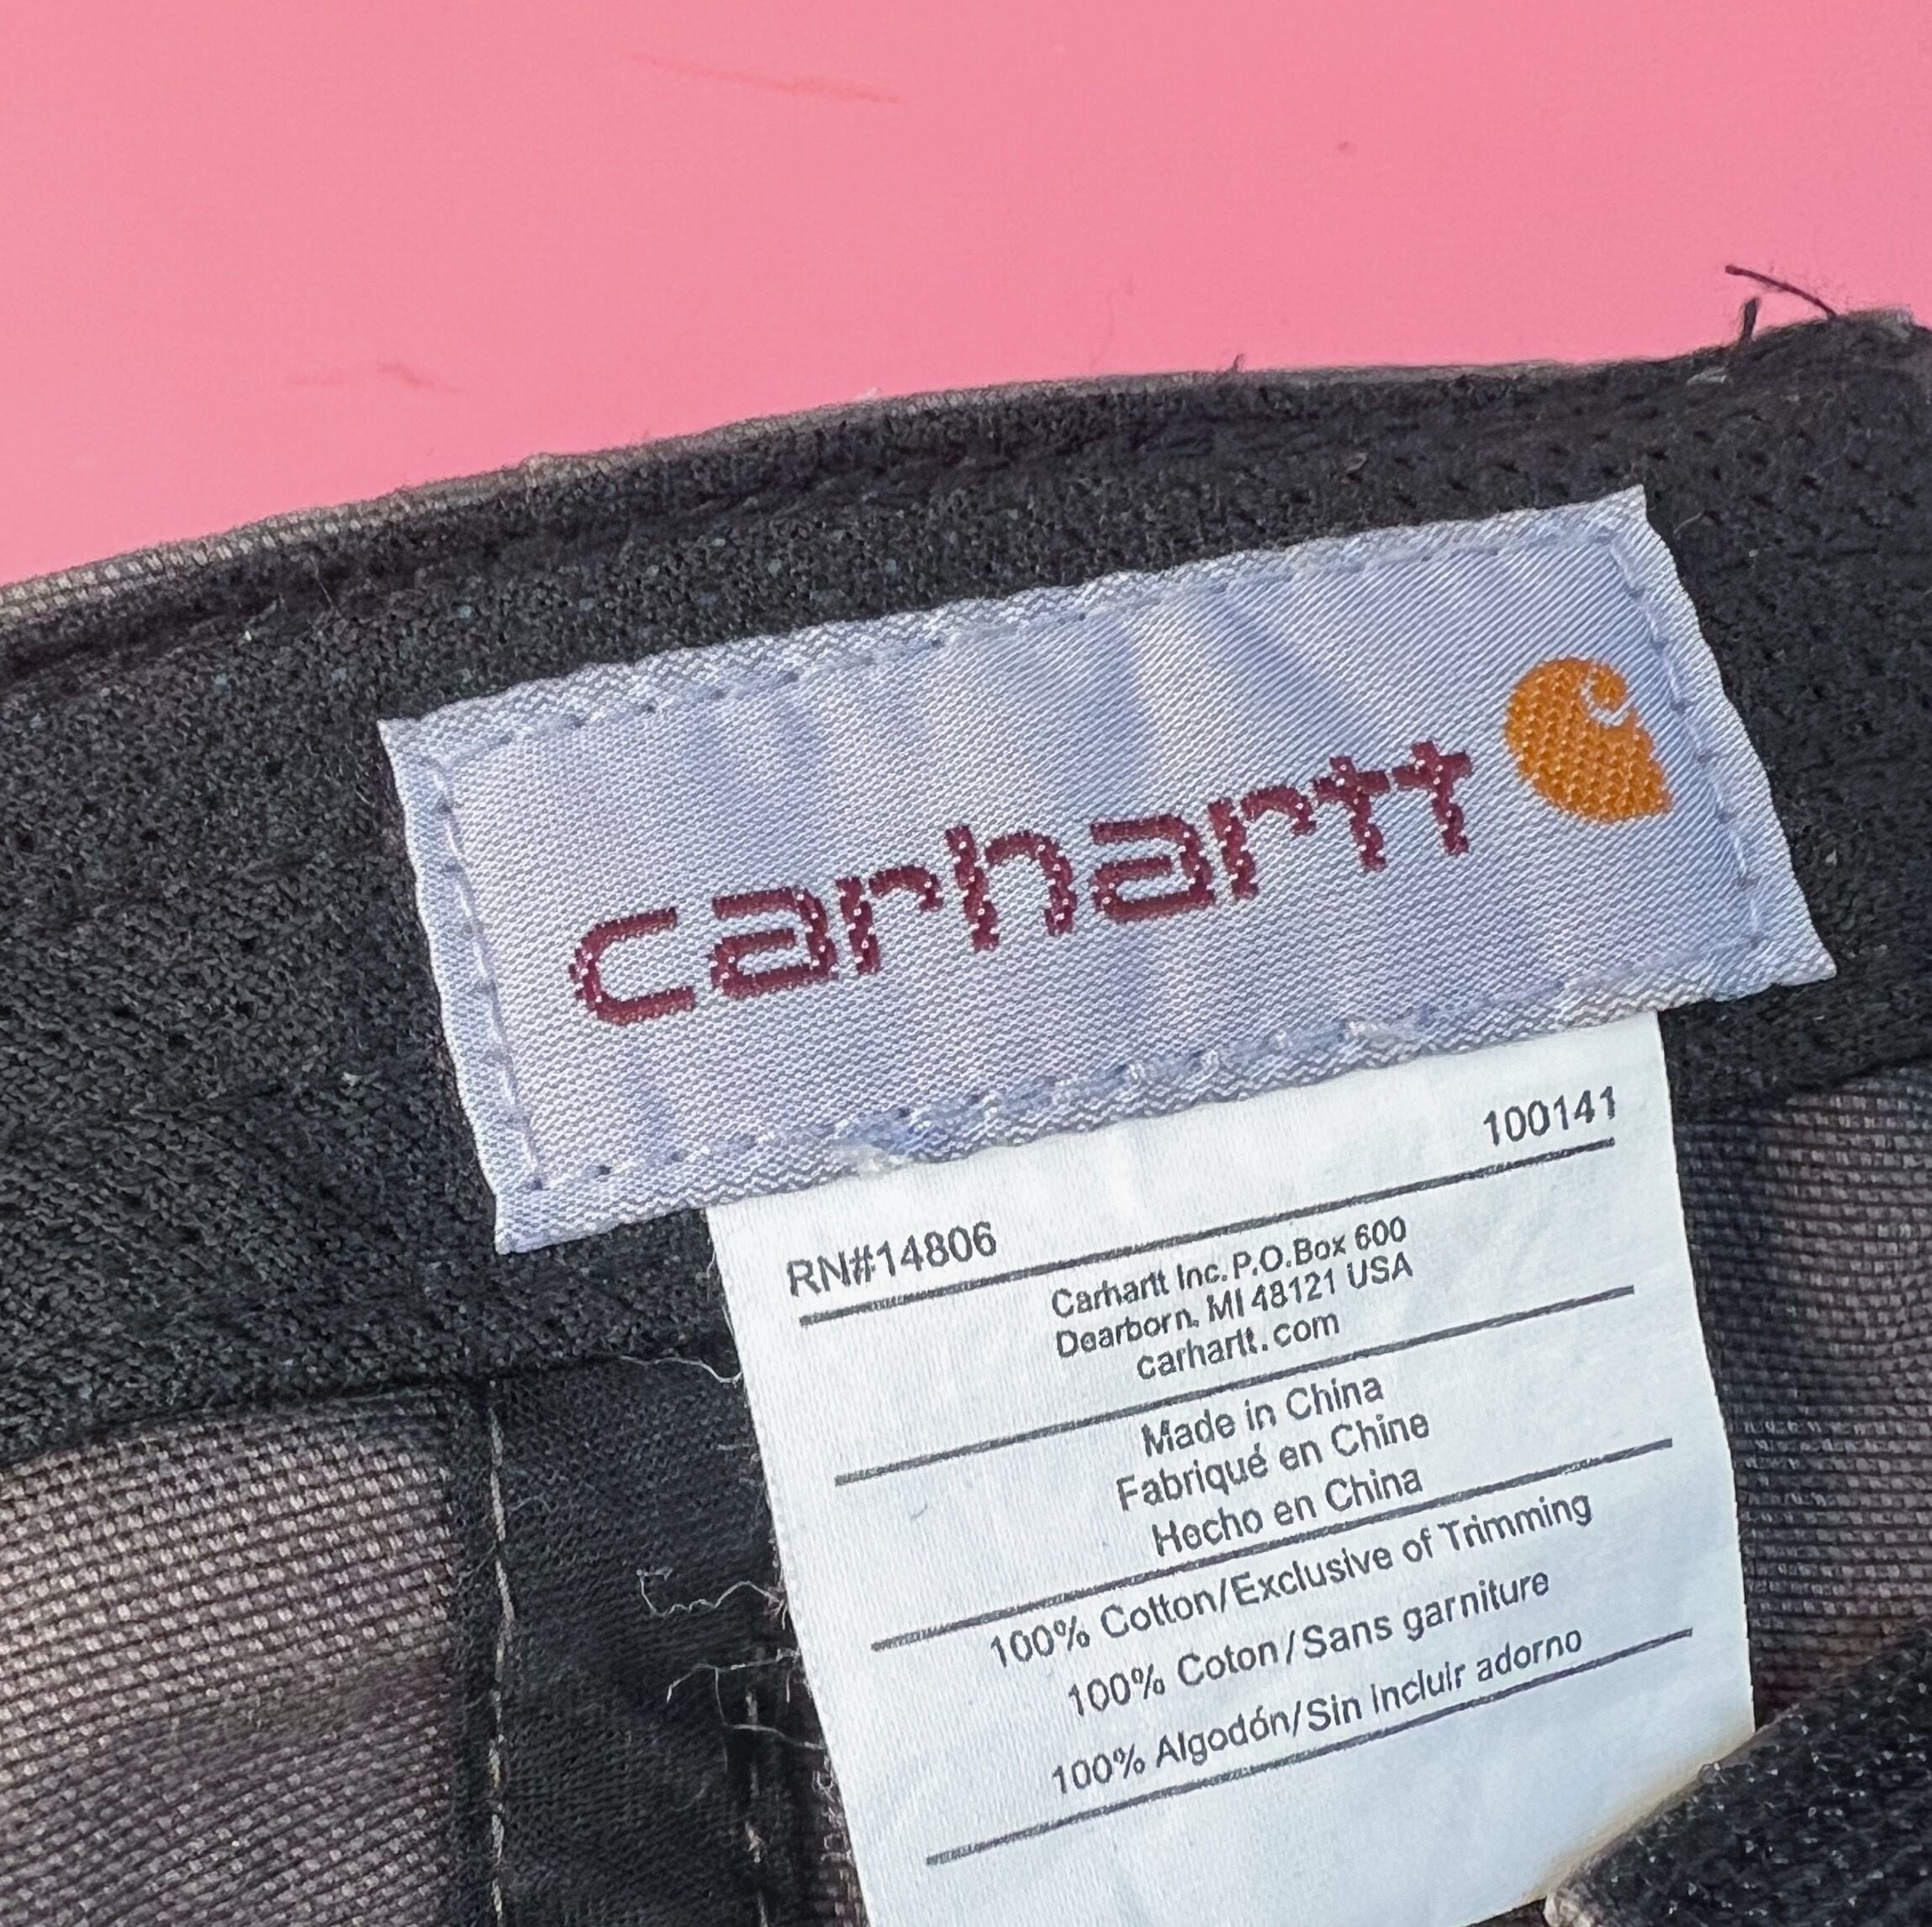 carhartt
100141
RN#14806
Carhartt Inc. P.O.Box 600
Dearborn, MI 48121 USA
carhartt.com
Made in China
Fabriqué en Chine
Hecho en China
100% Cotton/Exclusive of Trimming
100% Coton/Sans garniture
100% Algodón/Sin incluir adorno